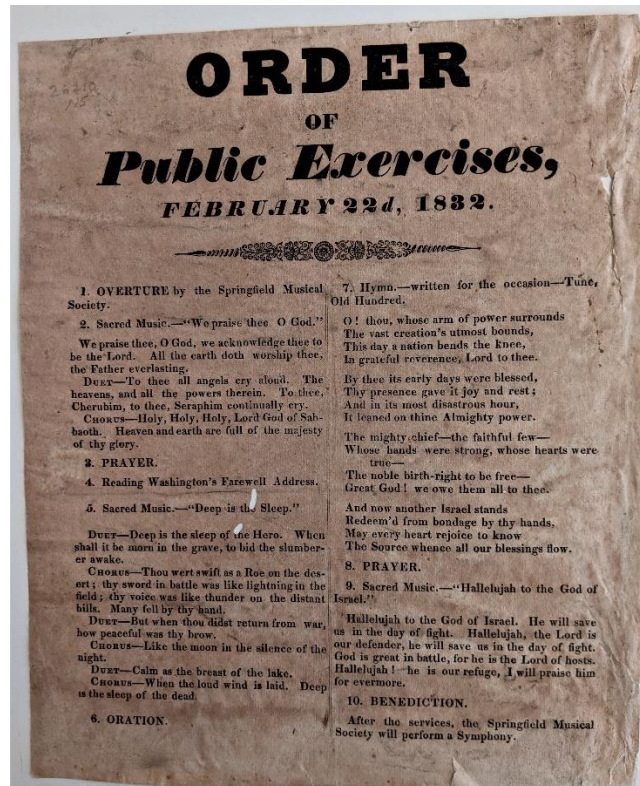 ORDER
OF
Public Exercises,
FEBRUARY 22d, 1832.
1. OVERTURE by the Springfield Musical
Society.
2. Sacred Music.—"We praise thee O God."
We praise thee, O God, we acknowledge thee to
be the Lord. All the earth doth worship thee,
the Father everlasting.
DUET—To thee all angels cry aloud. The
heavens, and all the powers therein. To thee,
Cherubim, to thee, Seraphim continually cry.
CHORUS—Holy, Holy, Holy, Lord God of Sab-
baoth. Heaven and earth are full of the majesty
of thy glory.
3. PRAYER.
4. Reading Washington's Farewell Address.
5. Sacred Music.—"Deep is the Sleep."
DUET—Deep is the sleep of the Hero. When
shall it be morn in the grave, to bid the slumber-
er awake.
CHORUS—Thou wert swift as a Roe on the des-
ert; thy sword in battle was like lightning in the
field; thy voice was like thunder on the distant
hills. Many fell by thy hand.
DUET—But when thou didst return from war,
how peaceful was thy brow.
CHORUS—Like the moon in the silence of the
night.
DUET—Calm as the breast of the lake.
CHORUS—When the loud wind is laid. Deep
is the sleep of the dead.
6. ORATION.
7. Hymn.—written for the occasion—Tune,
Old Hundred.
O! thou, whose arm of power surrounds
The vast creation's utmost bounds,
This day a nation bends the knee,
In grateful reverence, Lord to thee.
By thee its early days were blessed,
Thy presence gave it joy and rest;
And in its most disastrous hour,
It leaned on thine Almighty power.
The mighty chief—the faithful few—
Whose hands were strong, whose hearts were
true—
The noble birth-right to be free—
Great God! we owe them all to thee.
And now another Israel stands
Redeem'd from bondage by thy hands,
May every heart rejoice to know
The Source whence all our blessings flow.
8. PRAYER.
9. Sacred Music.—"Hallelujah to the God of
Israel."
Hallelujah to the God of Israel. He will save
us in the day of fight. Hallelujah, the Lord is
our defender, he will save us in the day of fight.
God is great in battle, for he is the Lord of hosts.
Hallelujah! he is our refuge, I will praise him
for evermore.
10. BENEDICTION.
After the services, the Springfield Musical
Society will perform a Symphony.